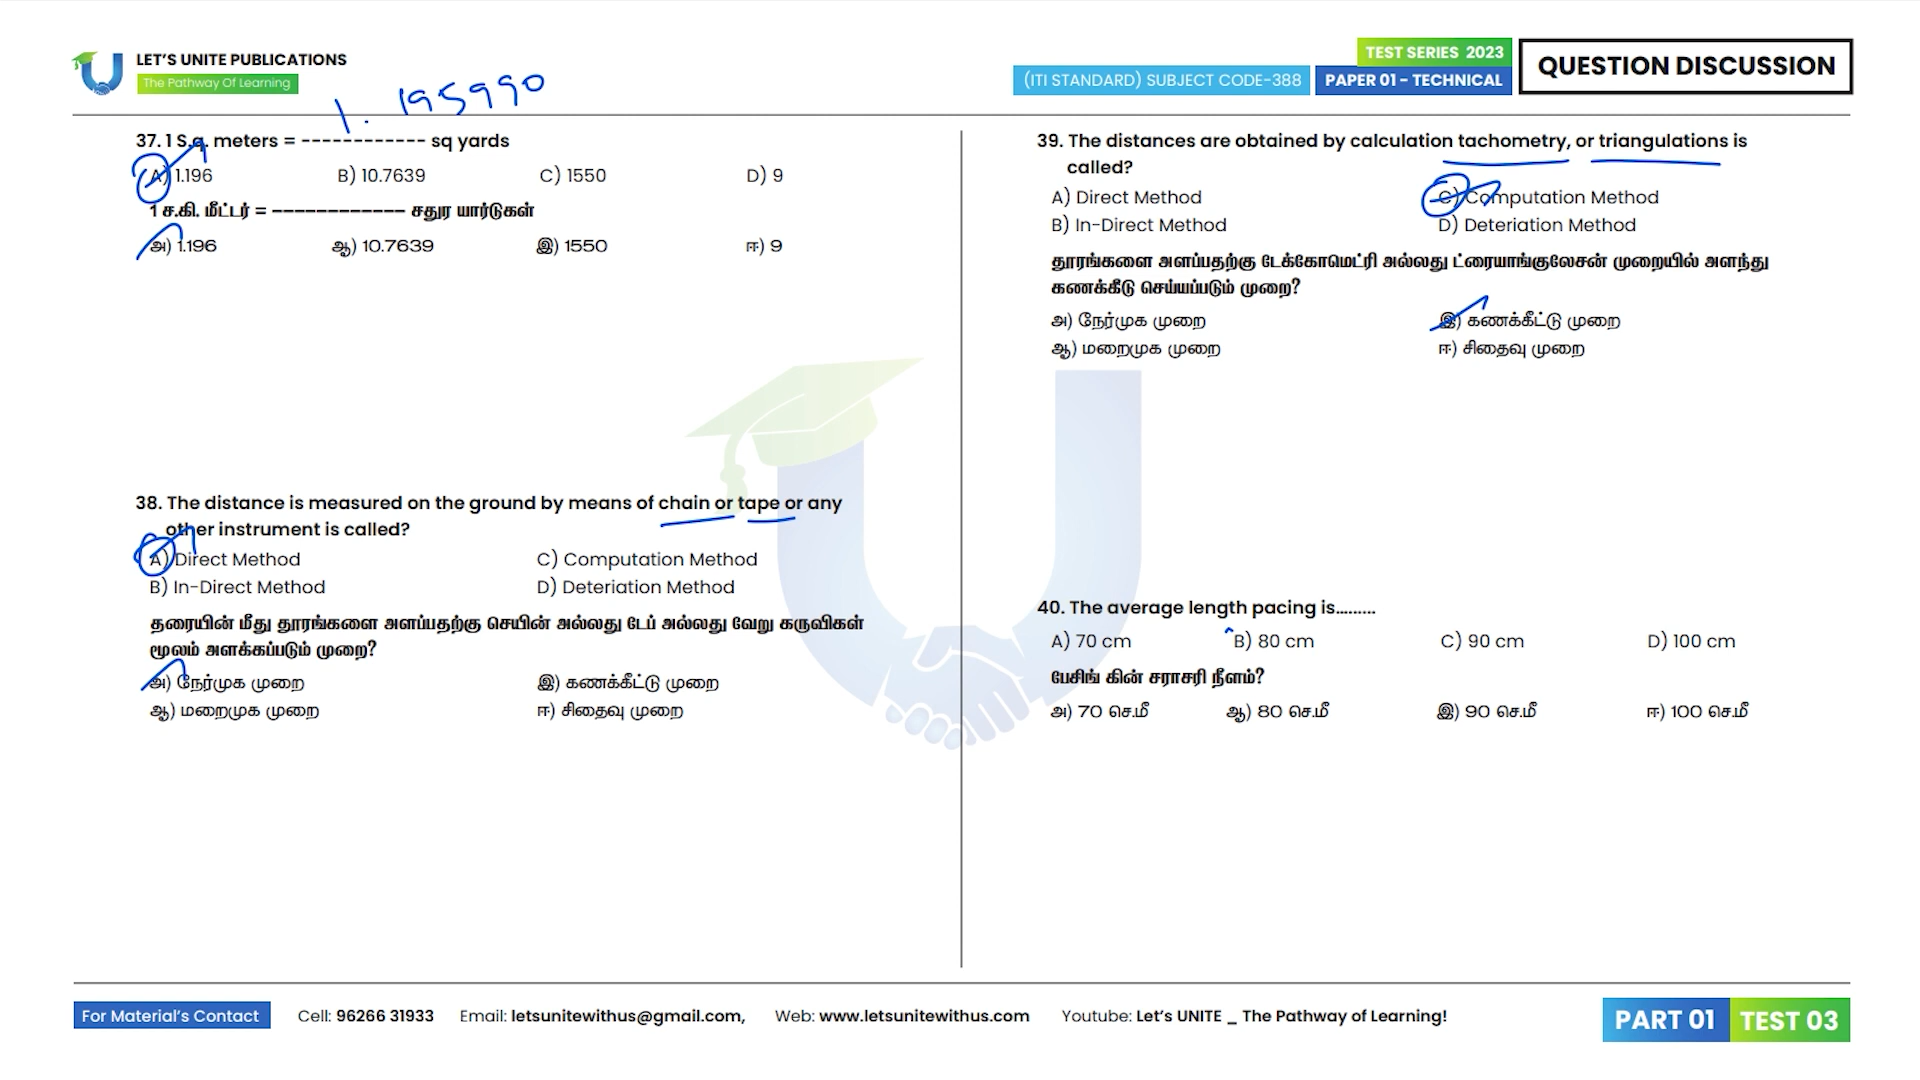 LET'S UNITE PUBLICATIONS
The Pathway Of Learning
TEST SERIES 2023
(ITI STANDARD) SUBJECT CODE-388
PAPER 01 - TECHNICAL
QUESTION DISCUSSION
1.195990
37. 1 S.q. meters = ------------ sq yards
A) 1.196 B) 10.7639 C) 1550 D) 9
1 ச.கி. மீட்டர் = ------------ சதுர யார்டுகள்
அ) 1.196 ஆ) 10.7639 இ) 1550 ஈ) 9
38. The distance is measured on the ground by means of chain or tape or any
other instrument is called?
A) Direct Method C) Computation Method
B) In-Direct Method D) Deteriation Method
தரையின் மீது தூரங்களை அளப்பதற்கு செயின் அல்லது டேப் அல்லது வேறு கருவிகள்
மூலம் அளக்கப்படும் முறை?
அ) நேர்முக முறை இ) கணக்கீட்டு முறை
ஆ) மறைமுக முறை ஈ) சிதைவு முறை
39. The distances are obtained by calculation tachometry, or triangulations is
called?
A) Direct Method C) Computation Method
B) In-Direct Method D) Deteriation Method
தூரங்களை அளப்பதற்கு டேக்கோமெட்ரி அல்லது ட்ரையாங்குலேசன் முறையில் அளந்து
கணக்கீடு செய்யப்படும் முறை?
அ) நேர்முக முறை இ) கணக்கீட்டு முறை
ஆ) மறைமுக முறை ஈ) சிதைவு முறை
40. The average length pacing is.........
A) 70 cm B) 80 cm C) 90 cm D) 100 cm
பேசிங் கின் சராசரி நீளம்?
அ) 70 செ.மீ ஆ) 80 செ.மீ இ) 90 செ.மீ ஈ) 100 செ.மீ
For Material's Contact Cell: 96266 31933 Email: letsunitewithus@gmail.com, Web: www.letsunitewithus.com Youtube: Let's UNITE _ The Pathway of Learning!
PART 01 TEST 03